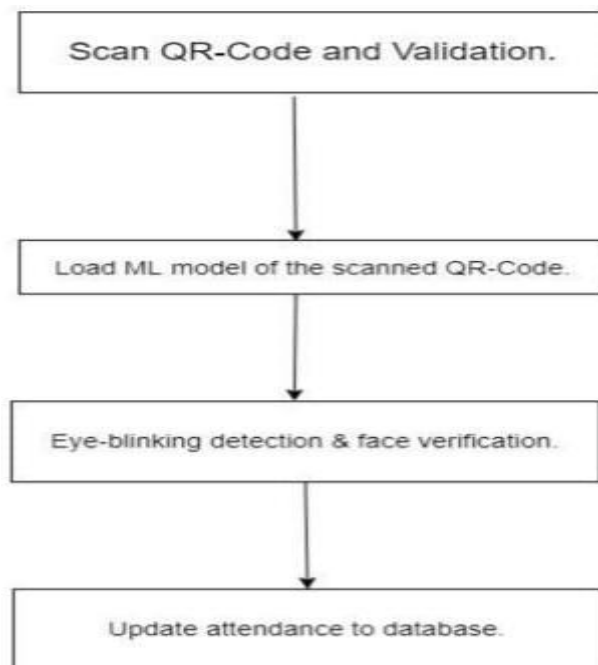 Scan QR-Code and Validation.
Load ML model of the scanned QR-Code.
Eye-blinking detection & face verification.
Update attendance to database.